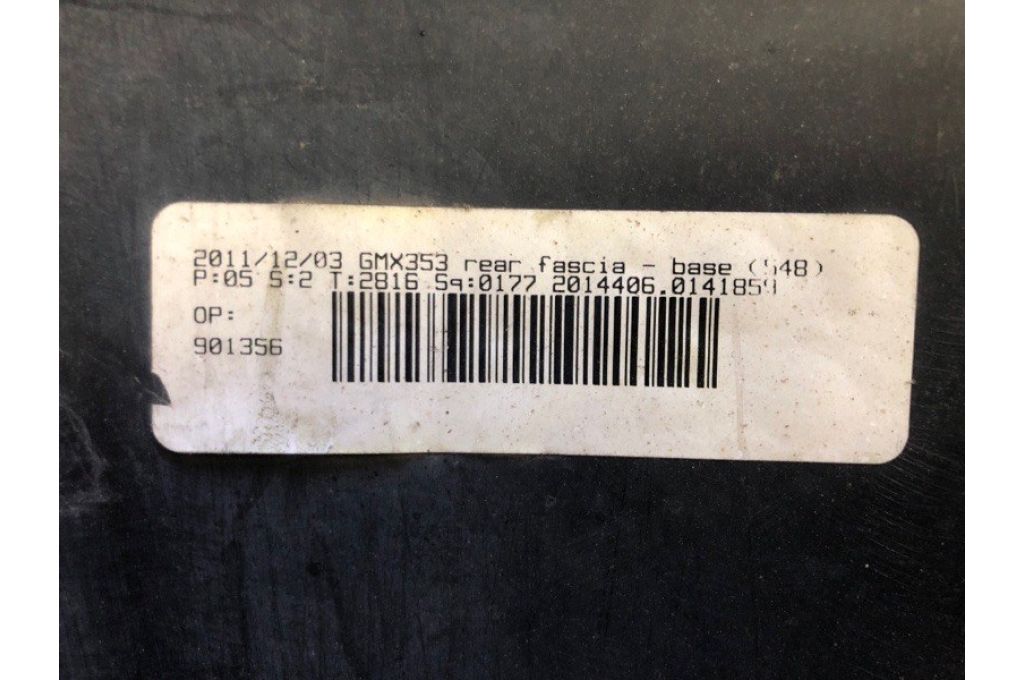 2011/12/03 GMX353 rear fascia - base (548)
P:05 S:2 T:2816 Sq:0177 2014406.0141859
OP:
901356